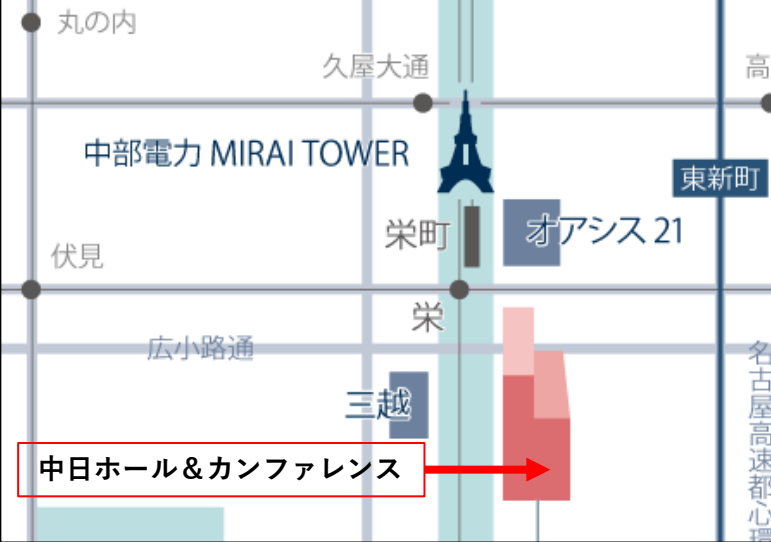 丸の内
久屋大通
高
中部電力 MIRAI TOWER
東新町
栄町
オアシス 21
伏見
栄
広小路通
名古屋高速都心環
三越
中日ホール＆カンファレンス